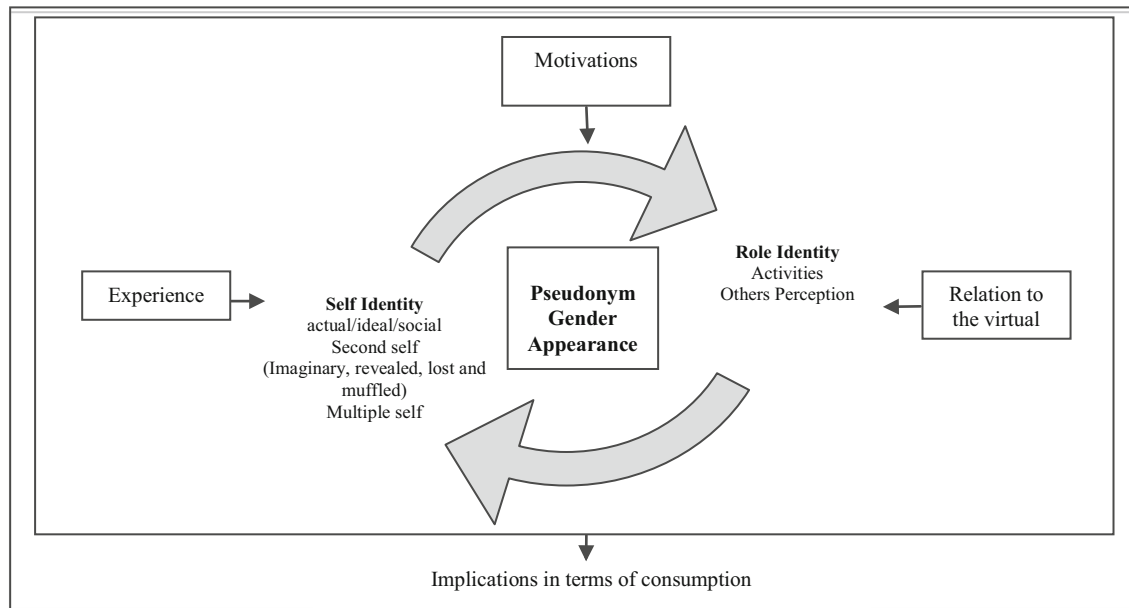 Motivations
Experience
Self Identity
actual/ideal/social
Second self
(Imaginary, revealed, lost and
muffled)
Multiple self
Pseudonym
Gender
Appearance
Role Identity
Activities
Others Perception
Relation to
the virtual
Implications in terms of consumption